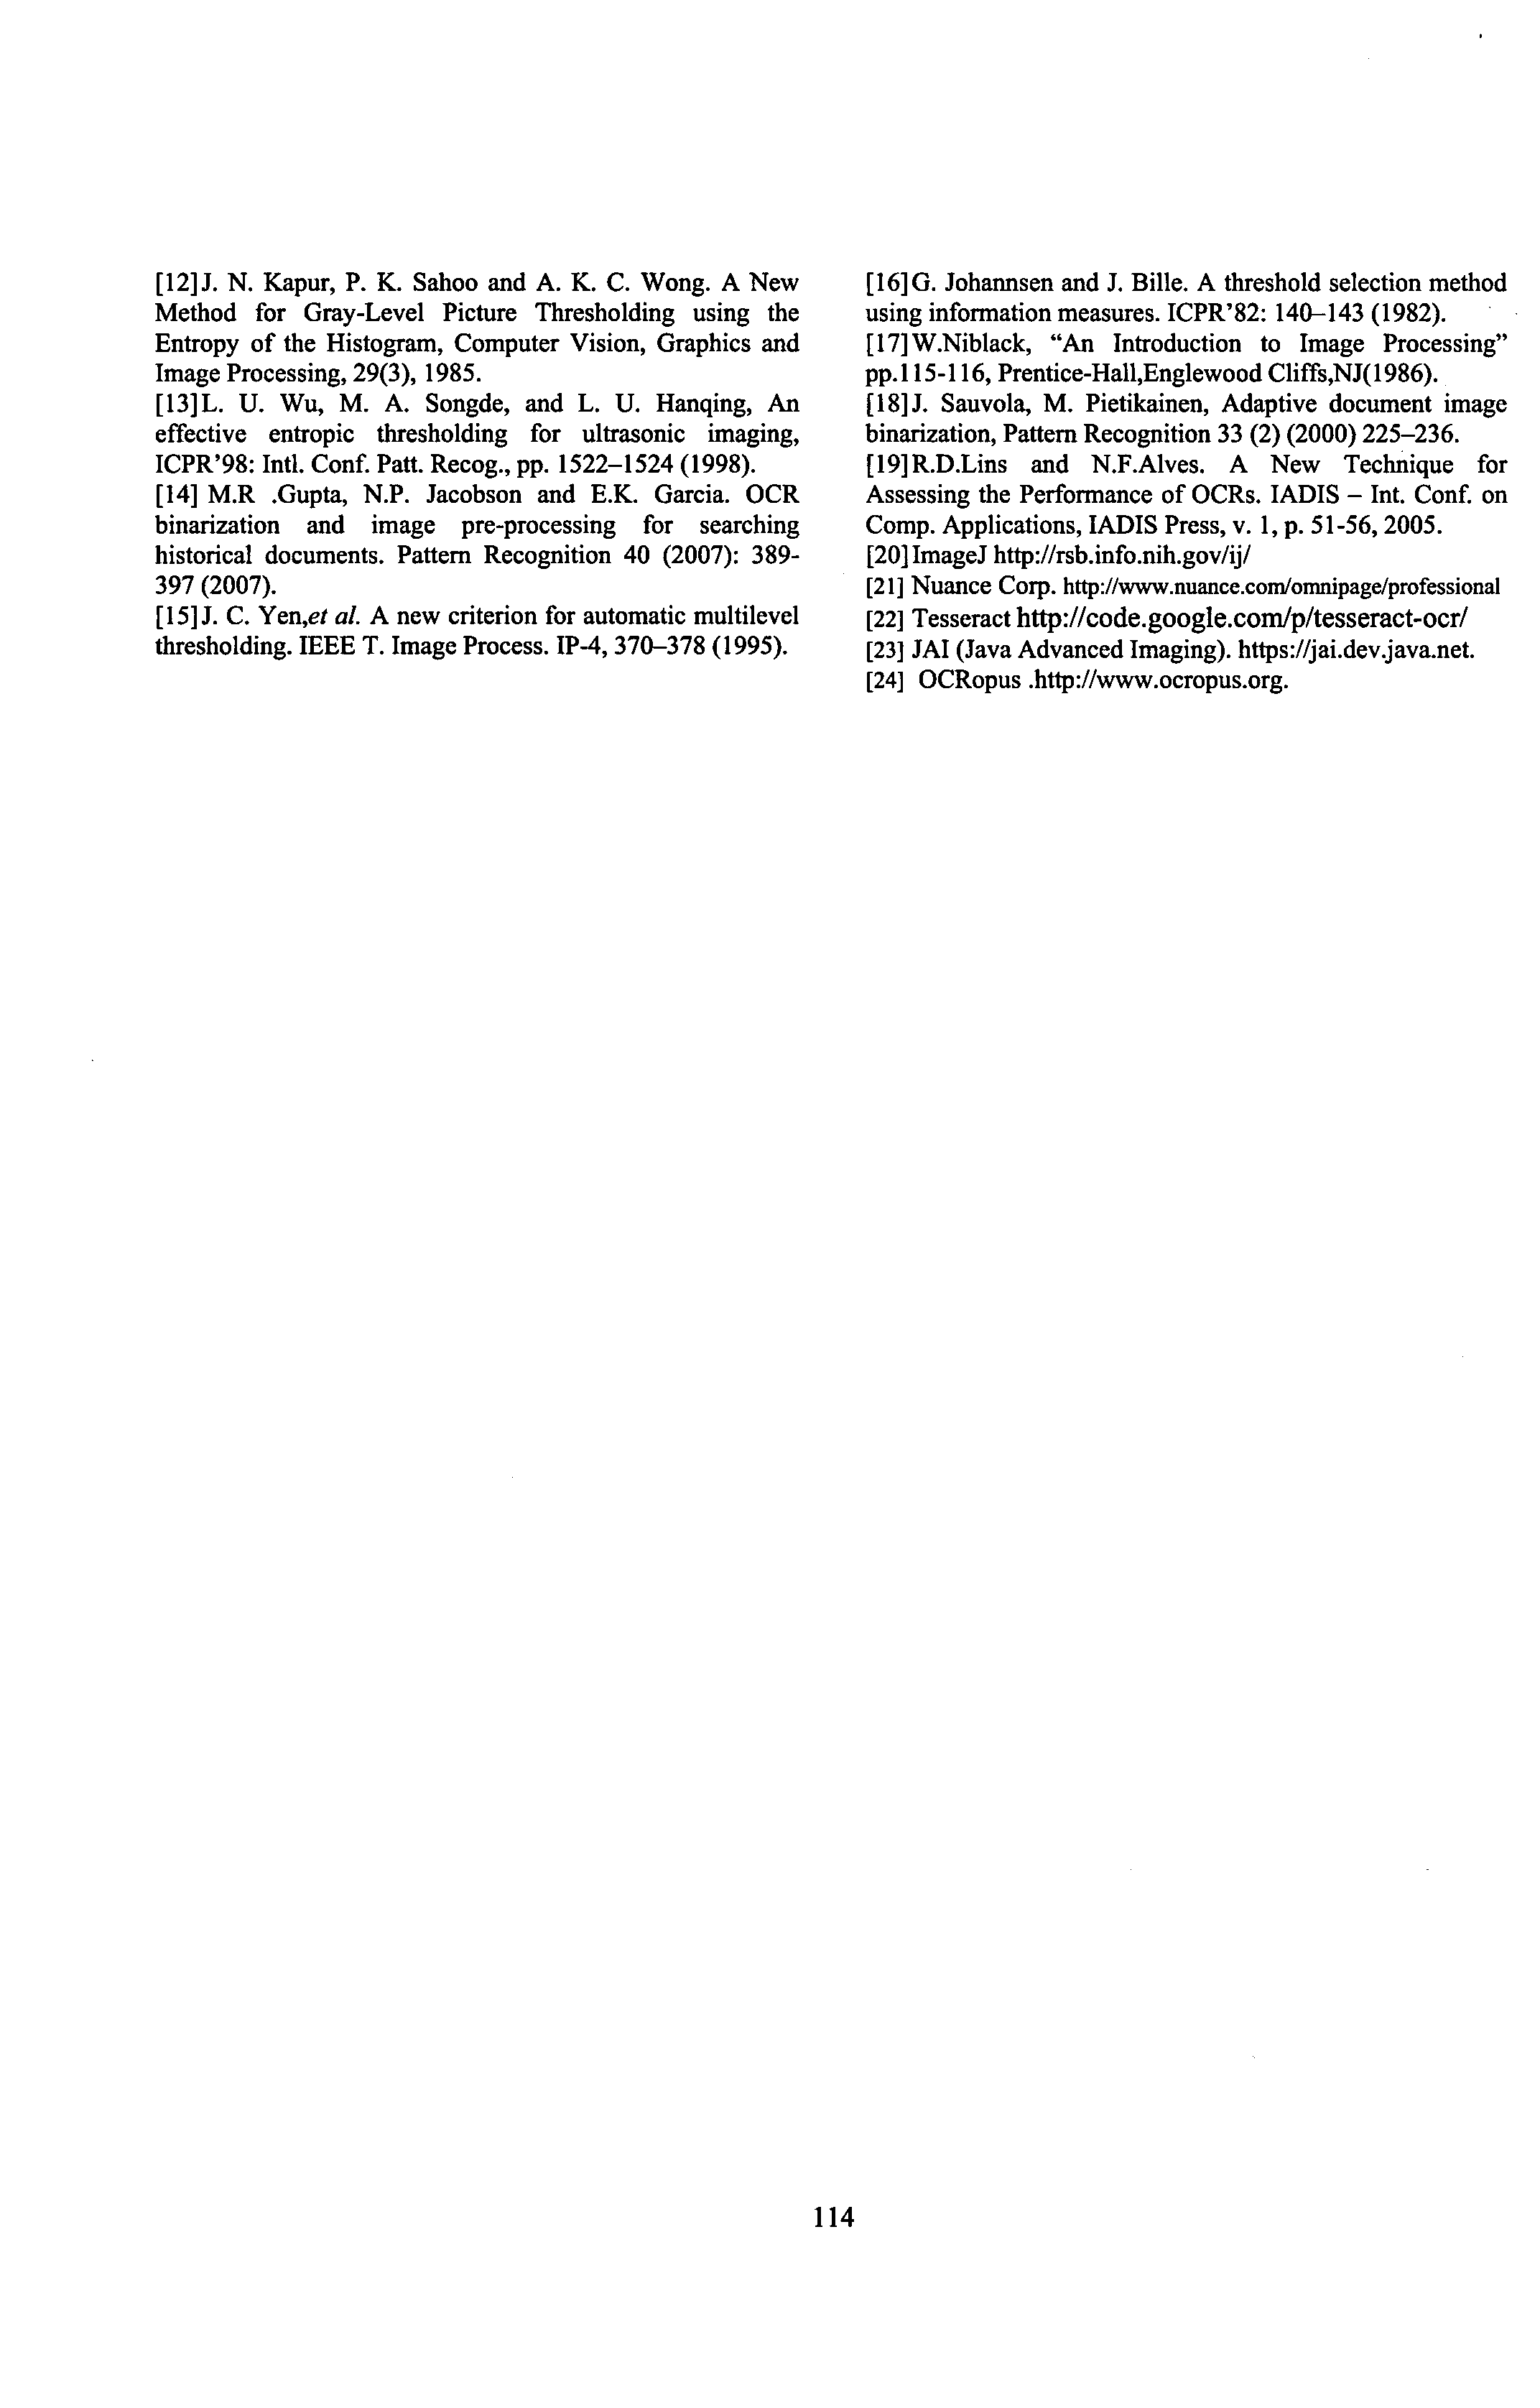 [12]J. N. Kapur, P. K. Sahoo and A. K. C. Wong. A New
Method for Gray-Level Picture Thresholding using the
Entropy of the Histogram, Computer Vision, Graphics and
Image Processing, 29(3), 1985.
[13]L. U. Wu, M. A. Songde, and L. U. Hanqing, An
effective entropic thresholding for ultrasonic imaging,
ICPR’98: Intl. Conf. Patt. Recog., pp. 1522–1524 (1998).
[14] M.R .Gupta, N.P. Jacobson and E.K. Garcia. OCR
binarization and image pre-processing for searching
historical documents. Pattern Recognition 40 (2007): 389-
397 (2007).
[15]J. C. Yen,et al. A new criterion for automatic multilevel
thresholding. IEEE T. Image Process. IP-4, 370–378 (1995).
[16]G. Johannsen and J. Bille. A threshold selection method
using information measures. ICPR’82: 140–143 (1982).
[17]W.Niblack, “An Introduction to Image Processing”
pp.115-116, Prentice-Hall,Englewood Cliffs,NJ(1986).
[18]J. Sauvola, M. Pietikainen, Adaptive document image
binarization, Pattern Recognition 33 (2) (2000) 225–236.
[19]R.D.Lins and N.F.Alves. A New Technique for
Assessing the Performance of OCRs. IADIS – Int. Conf. on
Comp. Applications, IADIS Press, v. 1, p. 51-56, 2005.
[20]ImageJ http://rsb.info.nih.gov/ij/
[21] Nuance Corp. http://www.nuance.com/omnipage/professional
[22] Tesseract http://code.google.com/p/tesseract-ocr/
[23] JAI (Java Advanced Imaging). https://jai.dev.java.net.
[24] OCRopus .http://www.ocropus.org.
114